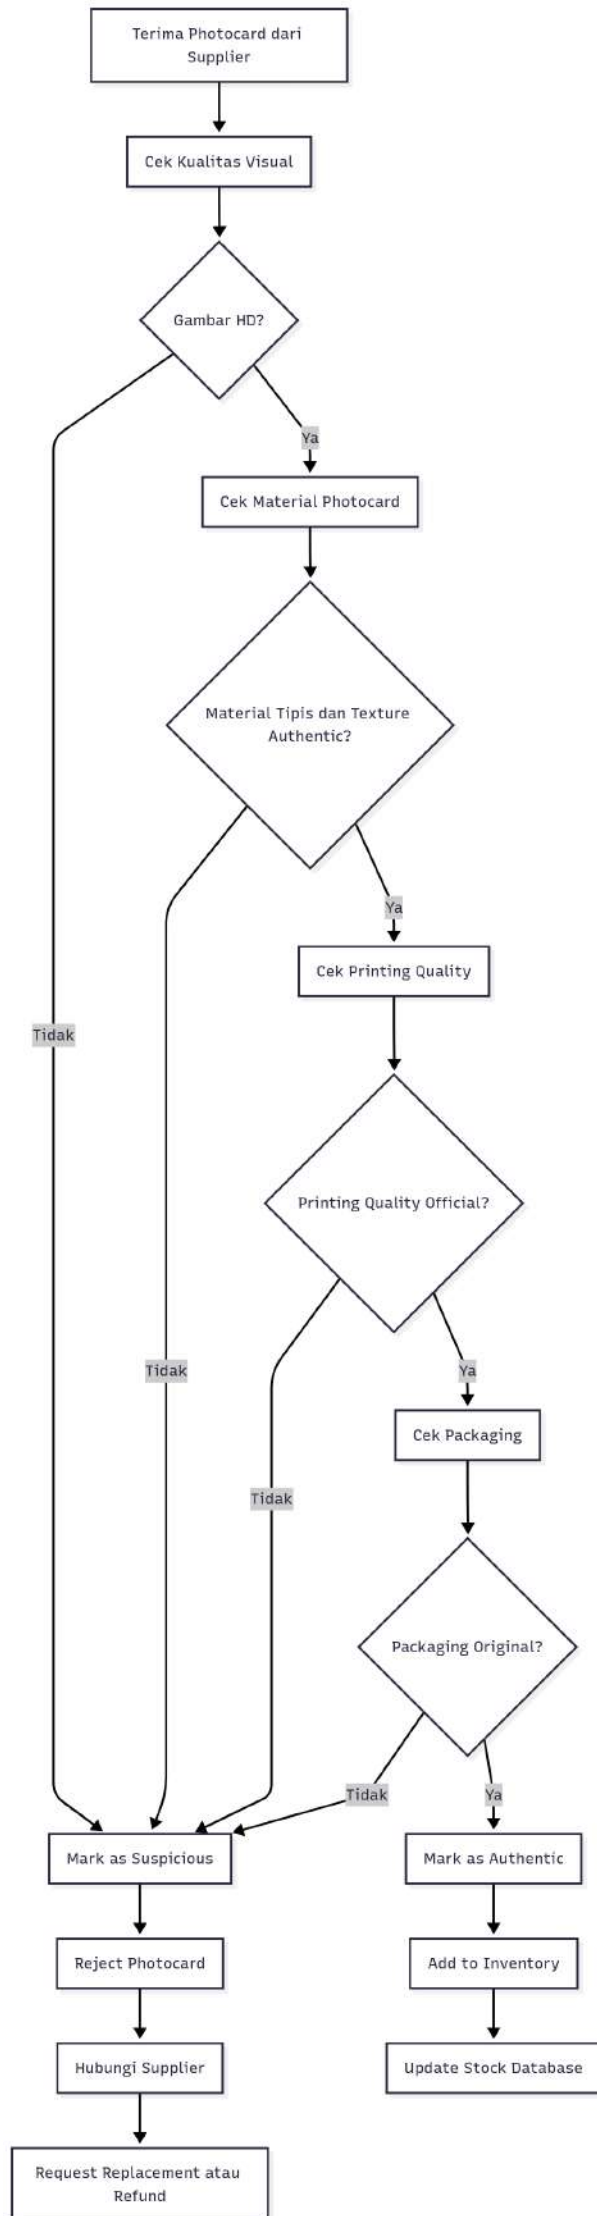 Terima Photocard dari
Supplier
Cek Kualitas Visual
Gambar HD?
Ya
Cek Material Photocard
Material Tipis dan Texture
Authentic?
Ya
Cek Printing Quality
Tidak
Printing Quality Official?
Tidak
Ya
Cek Packaging
Tidak
Packaging Original?
Tidak
Ya
Mark as Suspicious
Mark as Authentic
Reject Photocard
Add to Inventory
Hubungi Supplier
Update Stock Database
Request Replacement atau
Refund